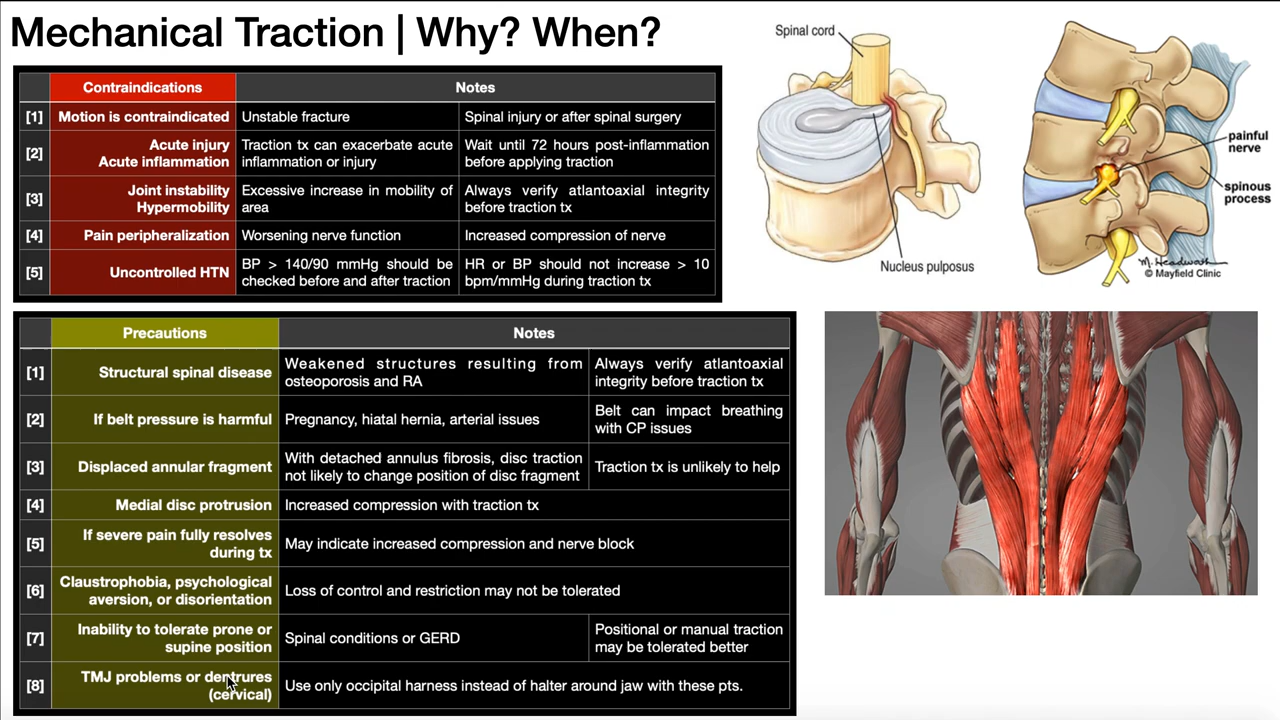 Mechanical Traction | Why? When?
Contraindications Notes
[1] Motion is contraindicated Unstable fracture Spinal injury or after spinal surgery
[2] Acute injury
Acute inflammation
Traction tx can exacerbate acute
inflammation or injury
Wait until 72 hours post-inflammation
before applying traction
[3] Joint instability
Hypermobility
Excessive increase in mobility of
area
Always verify atlantoaxial integrity
before traction tx
[4] Pain peripheralization Worsening nerve function Increased compression of nerve
[5] Uncontrolled HTN
BP > 140/90 mmHg should be
checked before and after traction
HR or BP should not increase > 10
bpm/mmHg during traction tx
Precautions Notes
[1] Structural spinal disease
Weakened structures resulting from
osteoporosis and RA
Always verify atlantoaxial
integrity before traction tx
[2] If belt pressure is harmful Pregnancy, hiatal hernia, arterial issues
Belt can impact breathing
with CP issues
[3] Displaced annular fragment
With detached annulus fibrosis, disc traction
not likely to change position of disc fragment
Traction tx is unlikely to help
[4] Medial disc protrusion Increased compression with traction tx
[5] If severe pain fully resolves
during tx
May indicate increased compression and nerve block
[6] Claustrophobia, psychological
aversion, or disorientation
Loss of control and restriction may not be tolerated
[7] Inability to tolerate prone or
supine position
Spinal conditions or GERD
Positional or manual traction
may be tolerated better
[8] TMJ problems or dentures
(cervical)
Use only occipital harness instead of halter around jaw with these pts.
Spinal cord
Nucleus pulposus
painful
nerve
spinous
process
M. Headworth
© Mayfield Clinic